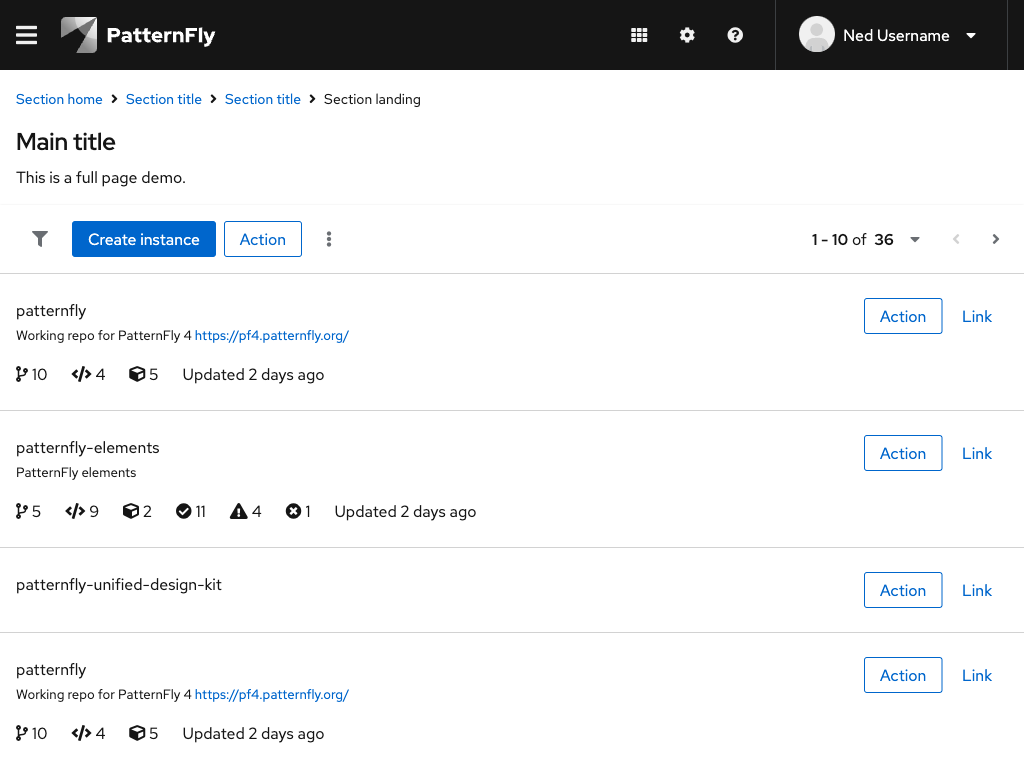 PatternFly
Ned Username
Section home Section title Section title Section landing
Main title
This is a full page demo.
Create instance Action 1 - 10 of 36
patternfly Action Link
Working repo for PatternFly 4 https://pf4.patternfly.org/
10 4 5 Updated 2 days ago
patternfly-elements Action Link
PatternFly elements
5 9 2 11 4 1 Updated 2 days ago
patternfly-unified-design-kit Action Link
patternfly Action Link
Working repo for PatternFly 4 https://pf4.patternfly.org/
10 4 5 Updated 2 days ago